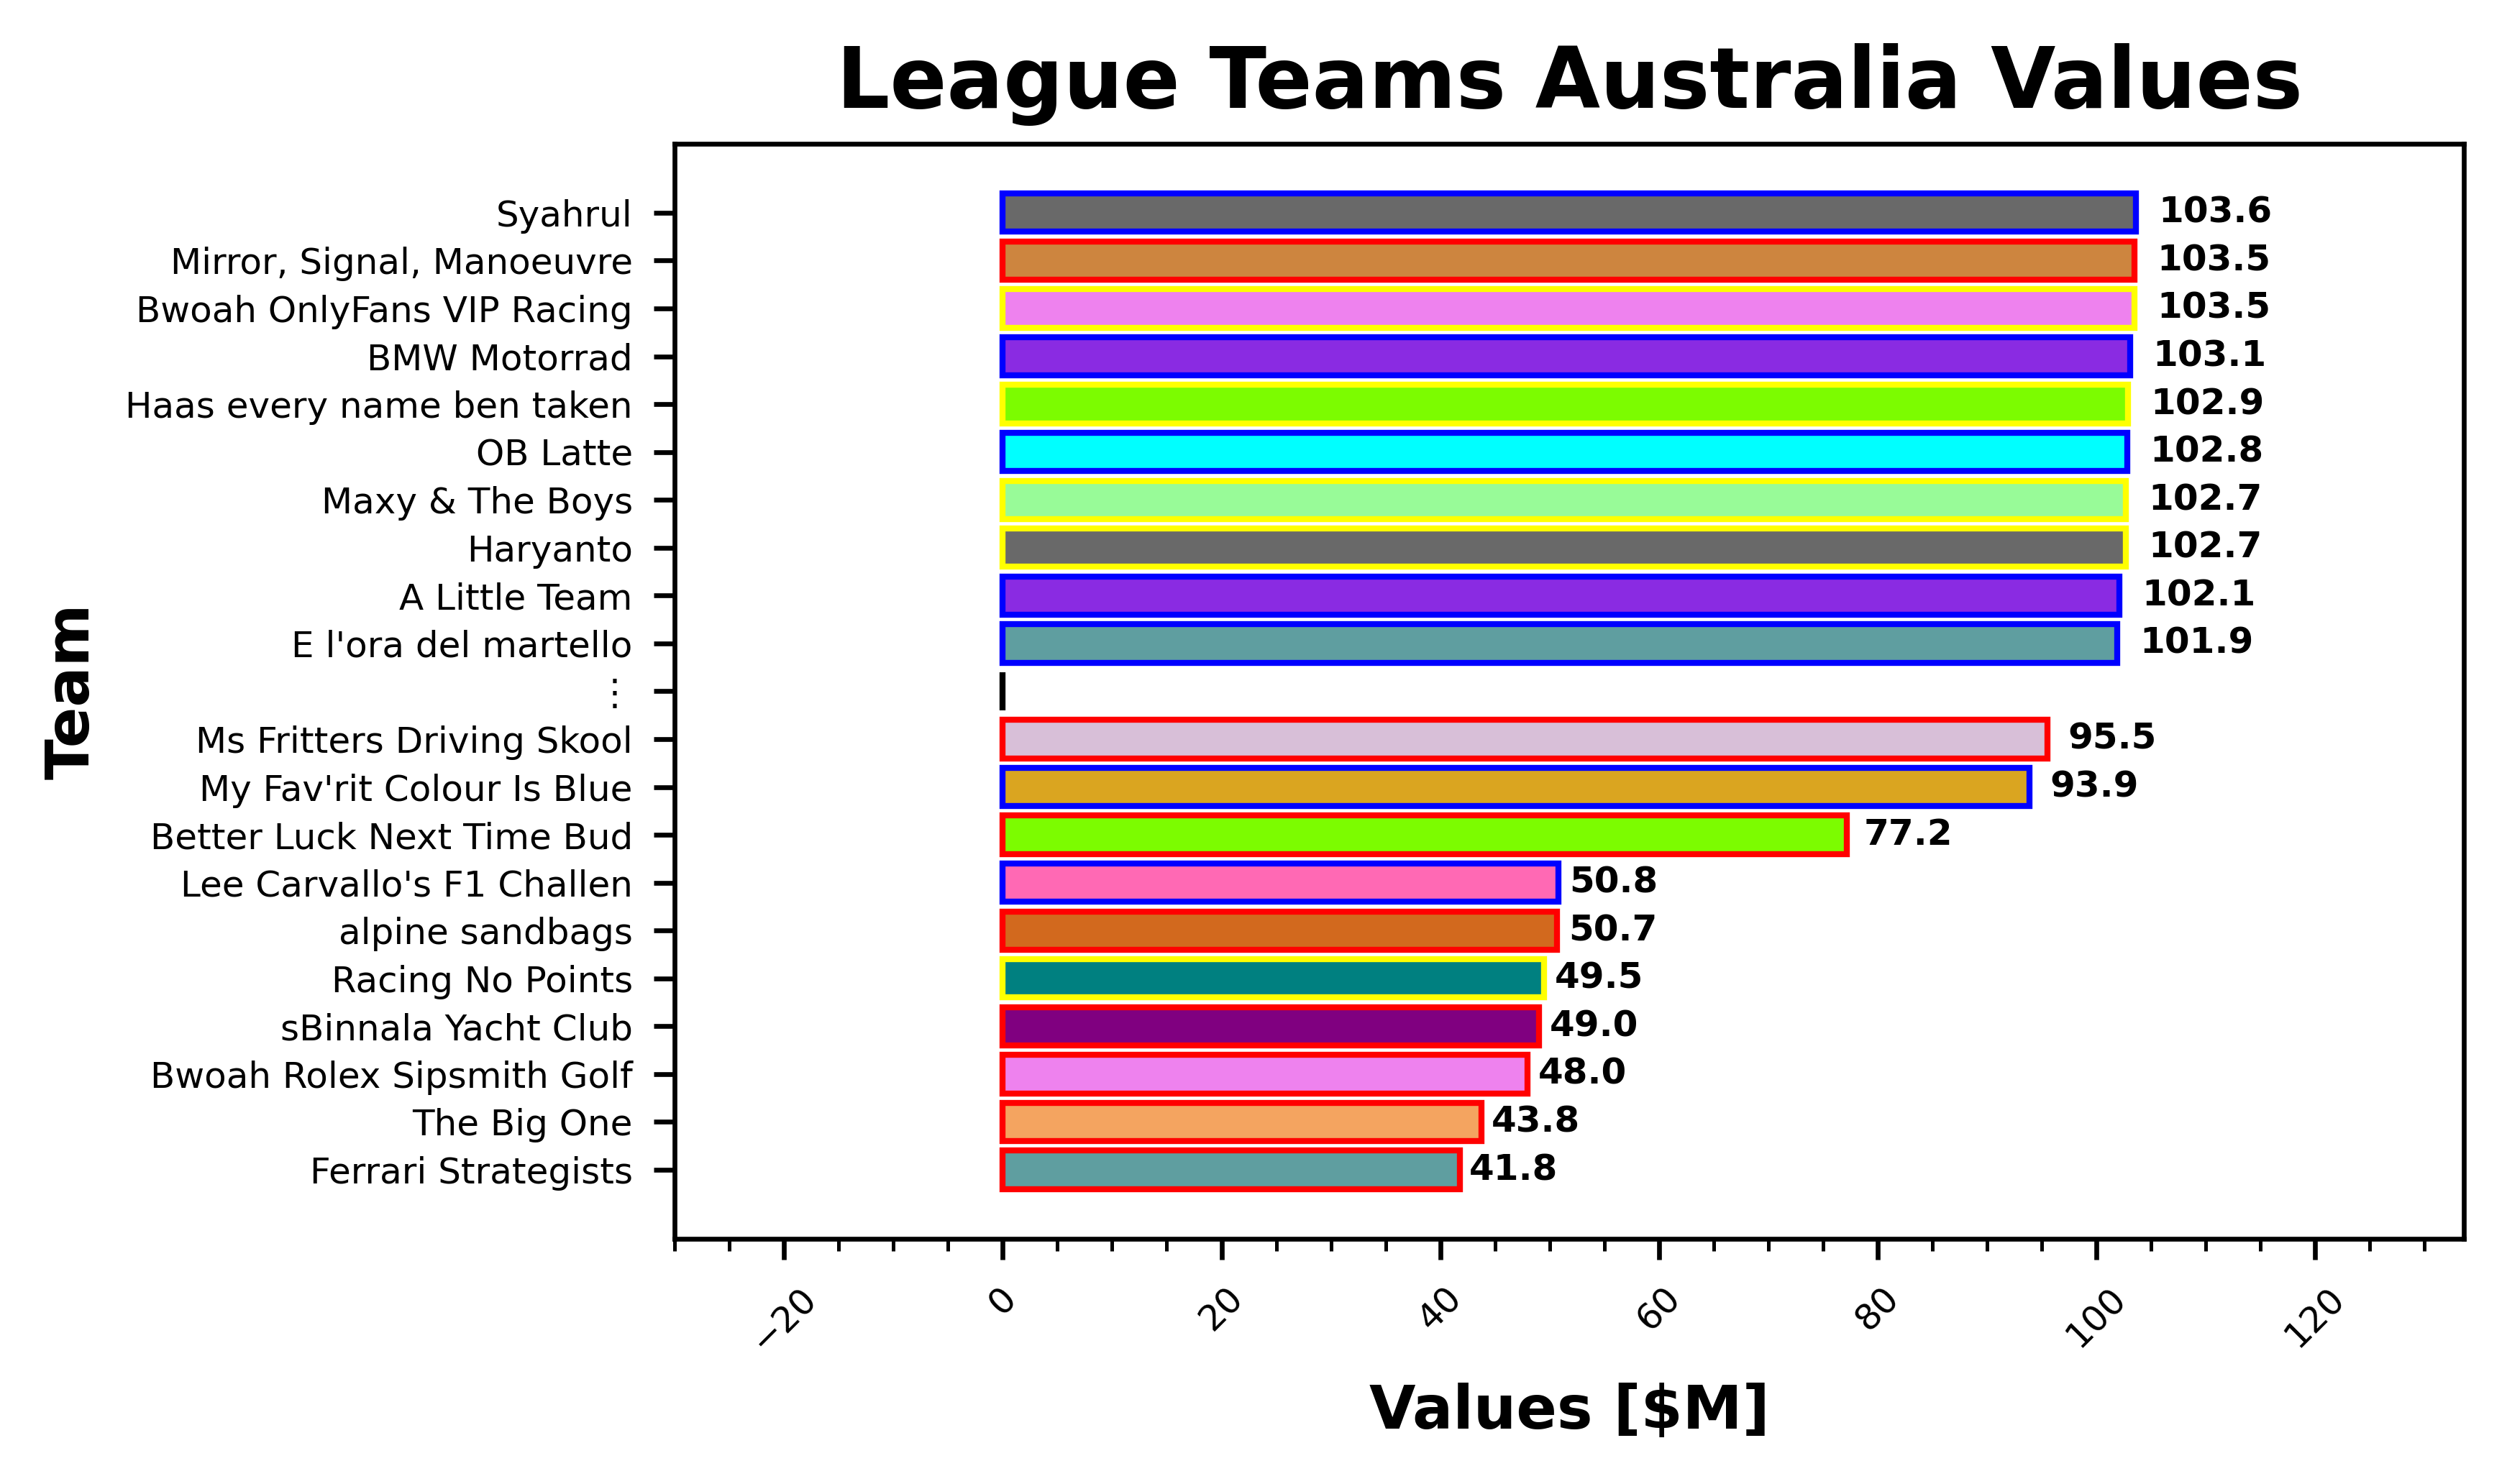 League Teams Australia Values
Team
Syahrul 103.6
Mirror, Signal, Manoeuvre 103.5
Bwoah OnlyFans VIP Racing 103.5
BMW Motorrad 103.1
Haas every name ben taken 102.9
OB Latte 102.8
Maxy & The Boys 102.7
Haryanto 102.7
A Little Team 102.1
E l'ora del martello 101.9
⋮
Ms Fritters Driving Skool 95.5
My Fav'rit Colour Is Blue 93.9
Better Luck Next Time Bud 77.2
Lee Carvallo's F1 Challen 50.8
alpine sandbags 50.7
Racing No Points 49.5
sBinnala Yacht Club 49.0
Bwoah Rolex Sipsmith Golf 48.0
The Big One 43.8
Ferrari Strategists 41.8
−20 0 20 40 60 80 100 120
Values [$M]